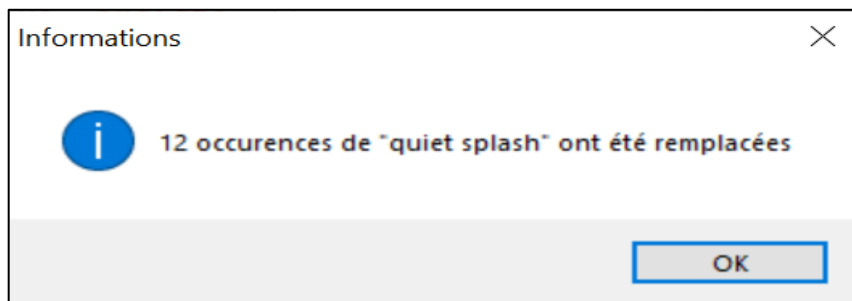 Informations
12 occurences de "quiet splash" ont été remplacées
OK